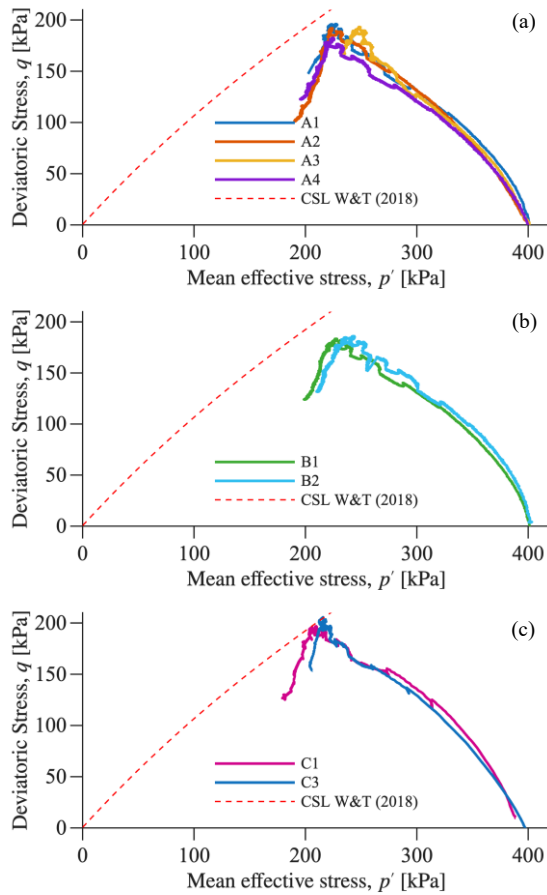 (a)
Deviatoric Stress, q [kPa]
200
150
100
50
0
A1
A2
A3
A4
CSL W&T (2018)
0 100 200 300 400
Mean effective stress, p′ [kPa]
(b)
Deviatoric Stress, q [kPa]
200
150
100
50
0
B1
B2
CSL W&T (2018)
0 100 200 300 400
Mean effective stress, p′ [kPa]
(c)
Deviatoric Stress, q [kPa]
200
150
100
50
0
C1
C3
CSL W&T (2018)
0 100 200 300 400
Mean effective stress, p′ [kPa]